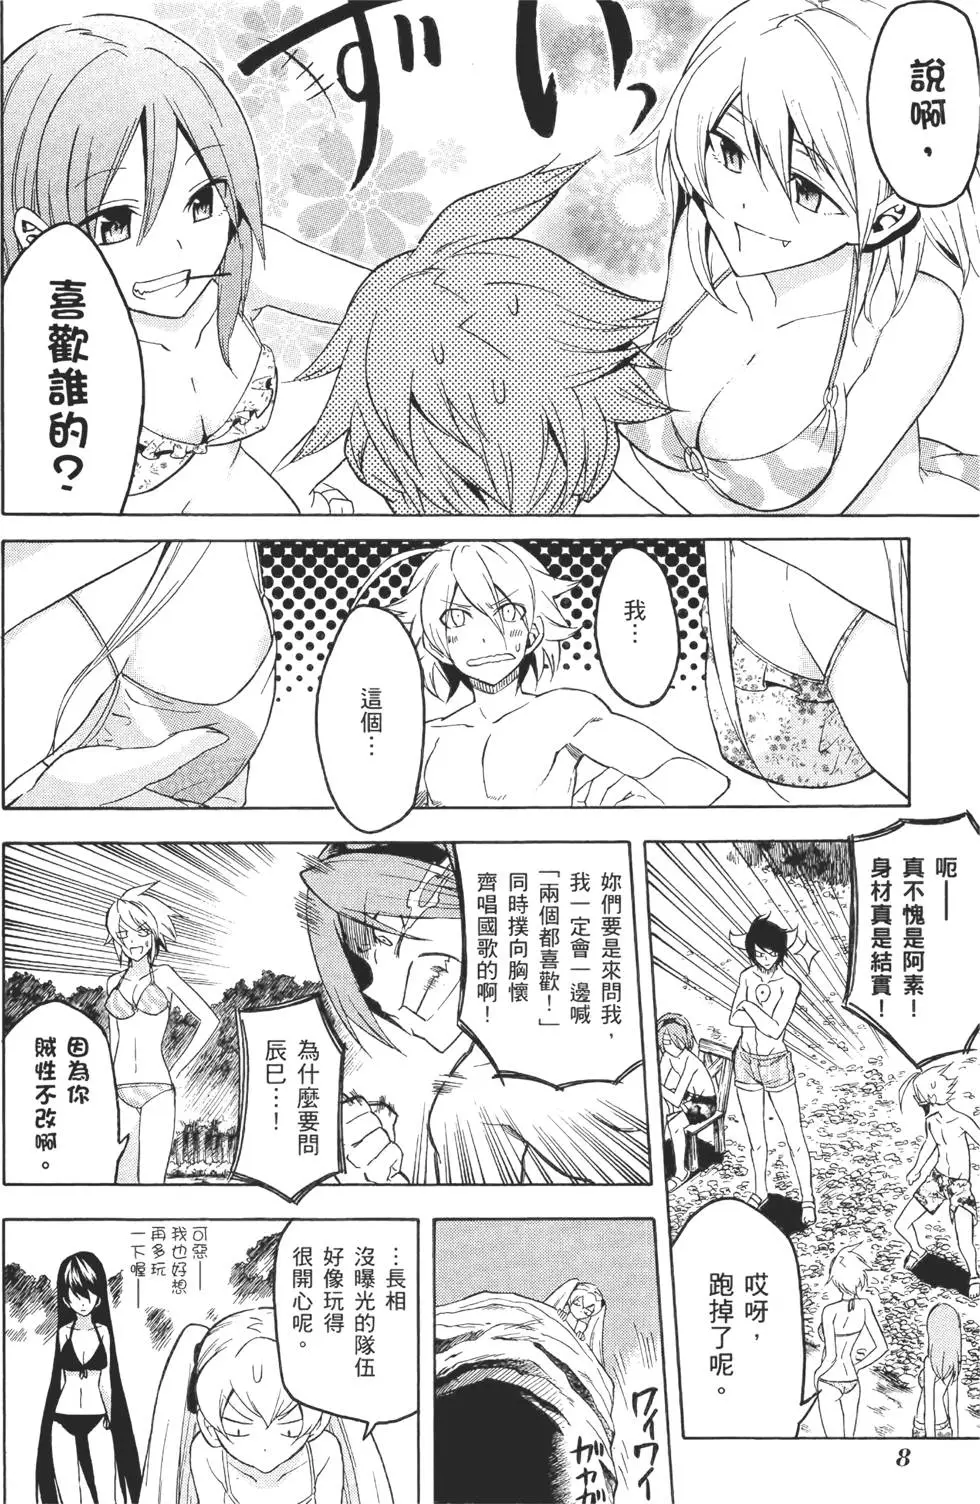 說啊，
ずいっ
喜歡誰的？
我…
這個…
呃──
真不愧是阿素！
身材真是結實！
哎呀，
跑掉了呢。
妳們要是來問我，
我一定會一邊喊
「兩個都喜歡！」
同時撲向胸懷
齊唱國歌的啊！
為什麼要問
辰巳…！
因為你
賊性不改啊。
ワイワイ
ガヤガヤ
…長相
沒曝光的隊伍
好像玩得
很開心呢。
可惡──
我也好想
再多玩
一下喔──
8